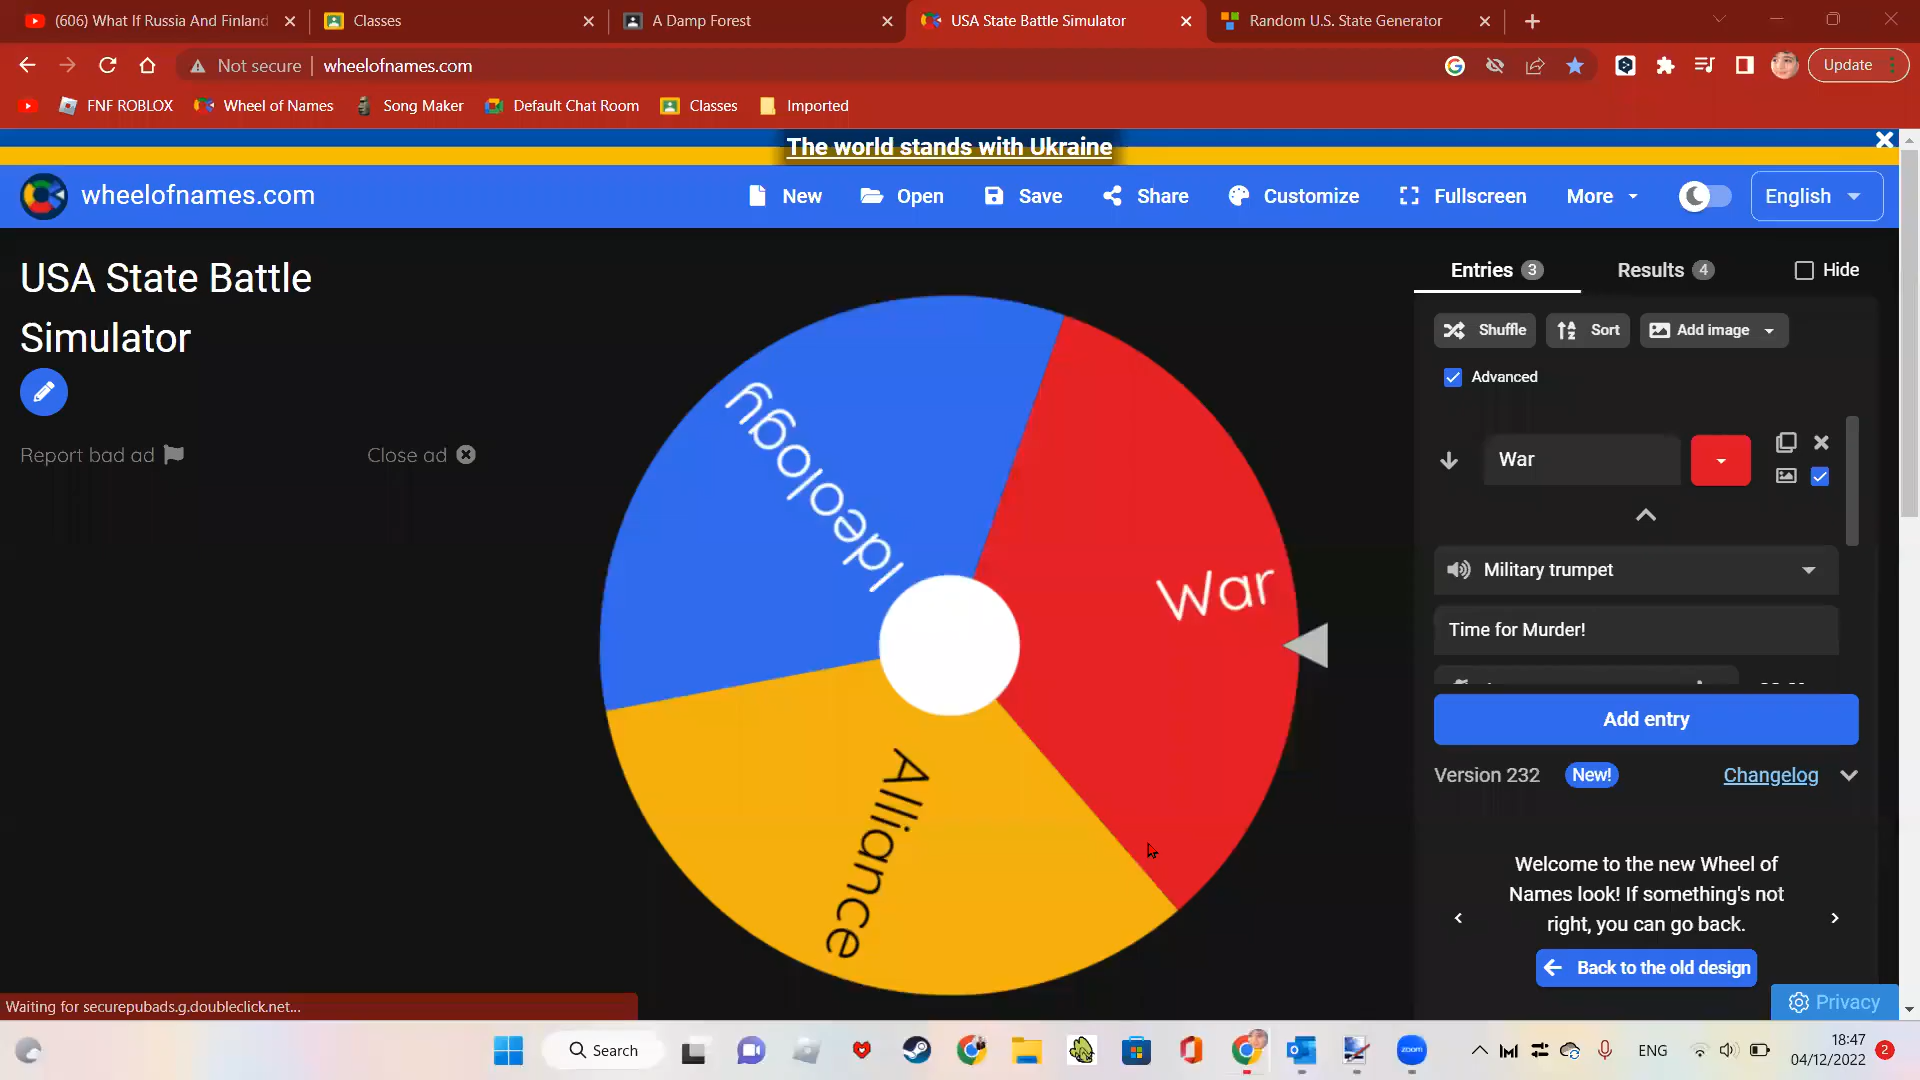 (606) What If Russia And Finland
Classes
A Damp Forest
USA State Battle Simulator
Random U.S. State Generator
Not secure
wheelofnames.com
Update
FNF ROBLOX
Wheel of Names
Song Maker
Default Chat Room
Classes
Imported
The world stands with Ukraine
wheelofnames.com
New
Open
Save
Share
Customize
Fullscreen
More
English
USA State Battle
Simulator
Report bad ad
Close ad
Ideology
War
Alliance
Entries 3
Results 4
Hide
Shuffle
Sort
Add image
Advanced
War
Military trumpet
Time for Murder!
Add entry
Version 232
New!
Changelog
Welcome to the new Wheel of
Names look! If something's not
right, you can go back.
Back to the old design
Privacy
Waiting for securepubads.g.doubleclick.net...
Search
zoom
ENG
18:47
04/12/2022
2